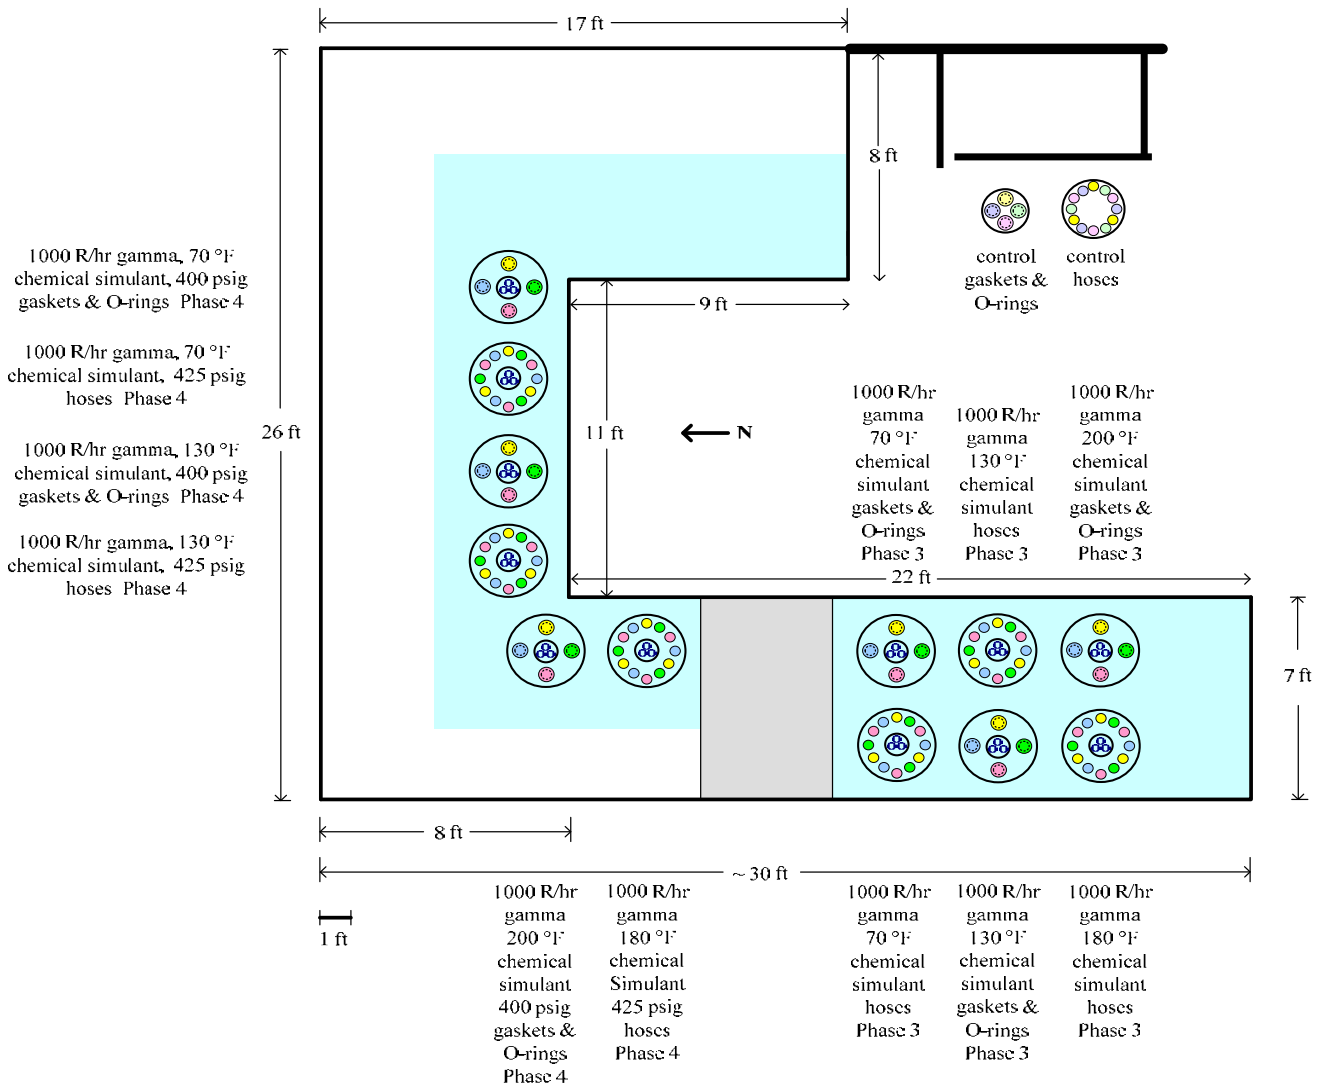 17 ft
8 ft
control
gaskets &
O-rings
control
hoses
1000 R/hr gamma, 70 °F
chemical simulant, 400 psig
gaskets & O-rings Phase 4
9 ft
1000 R/hr gamma, 70 °F
chemical simulant, 425 psig
hoses Phase 4
26 ft
11 ft
N
1000 R/hr gamma, 130 °F
chemical simulant, 400 psig
gaskets & O-rings Phase 4
1000 R/hr gamma, 130 °F
chemical simulant, 425 psig
hoses Phase 4
1000 R/hr
gamma
70 °F
chemical
simulant
gaskets &
O-rings
Phase 3
1000 R/hr
gamma
130 °F
chemical
simulant
hoses
Phase 3
1000 R/hr
gamma
200 °F
chemical
simulant
gaskets &
O-rings
Phase 3
22 ft
7 ft
8 ft
~ 30 ft
1 ft
1000 R/hr
gamma
200 °F
chemical
simulant
400 psig
gaskets &
O-rings
Phase 4
1000 R/hr
gamma
180 °F
chemical
Simulant
425 psig
hoses
Phase 4
1000 R/hr
gamma
70 °F
chemical
simulant
hoses
Phase 3
1000 R/hr
gamma
130 °F
chemical
simulant
gaskets &
O-rings
Phase 3
1000 R/hr
gamma
180 °F
chemical
simulant
hoses
Phase 3